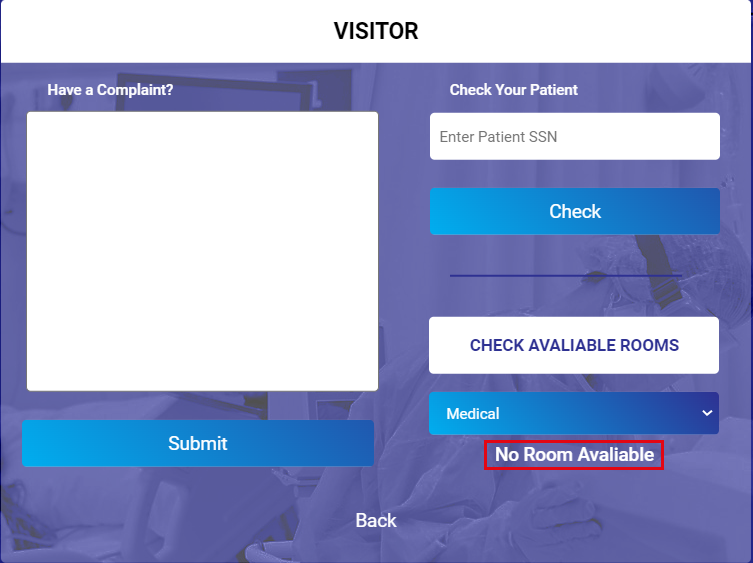 VISITOR
Have a Complaint?
Submit
Check Your Patient
Enter Patient SSN
Check
CHECK AVALIABLE ROOMS
Medical
No Room Avaliable
Back